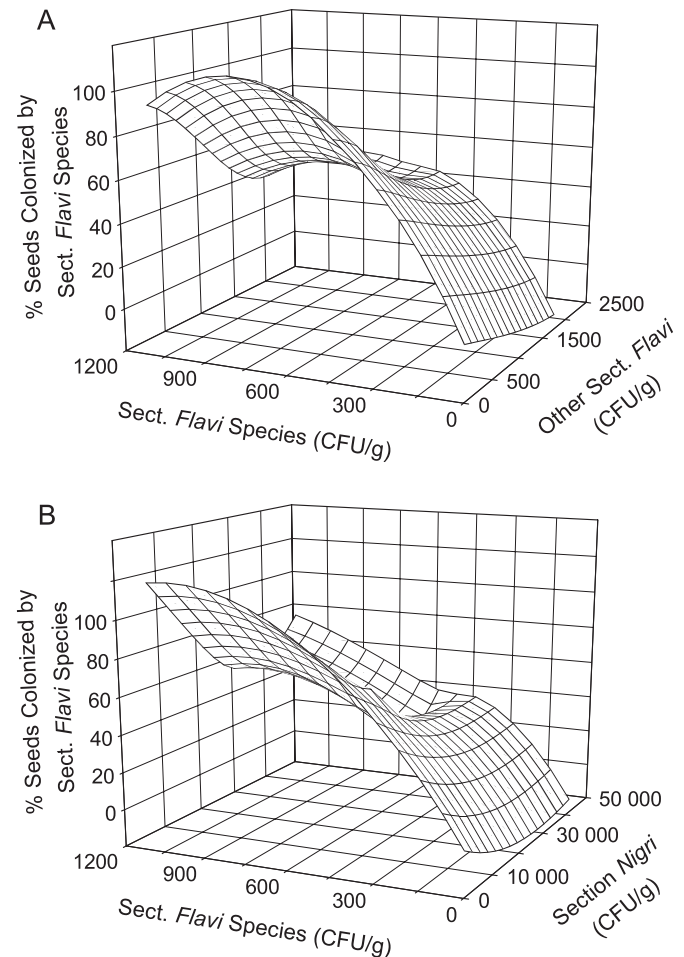 A
% Seeds Colonized by
Sect. Flavi Species
100
80
60
40
20
0
1200
900
600
300
0
Sect. Flavi Species (CFU/g)
0
500
1500
2500
Other Sect. Flavi
(CFU/g)
B
% Seeds Colonized by
Sect. Flavi Species
100
80
60
40
20
0
1200
900
600
300
0
Sect. Flavi Species (CFU/g)
0
10 000
30 000
50 000
Section Nigri
(CFU/g)